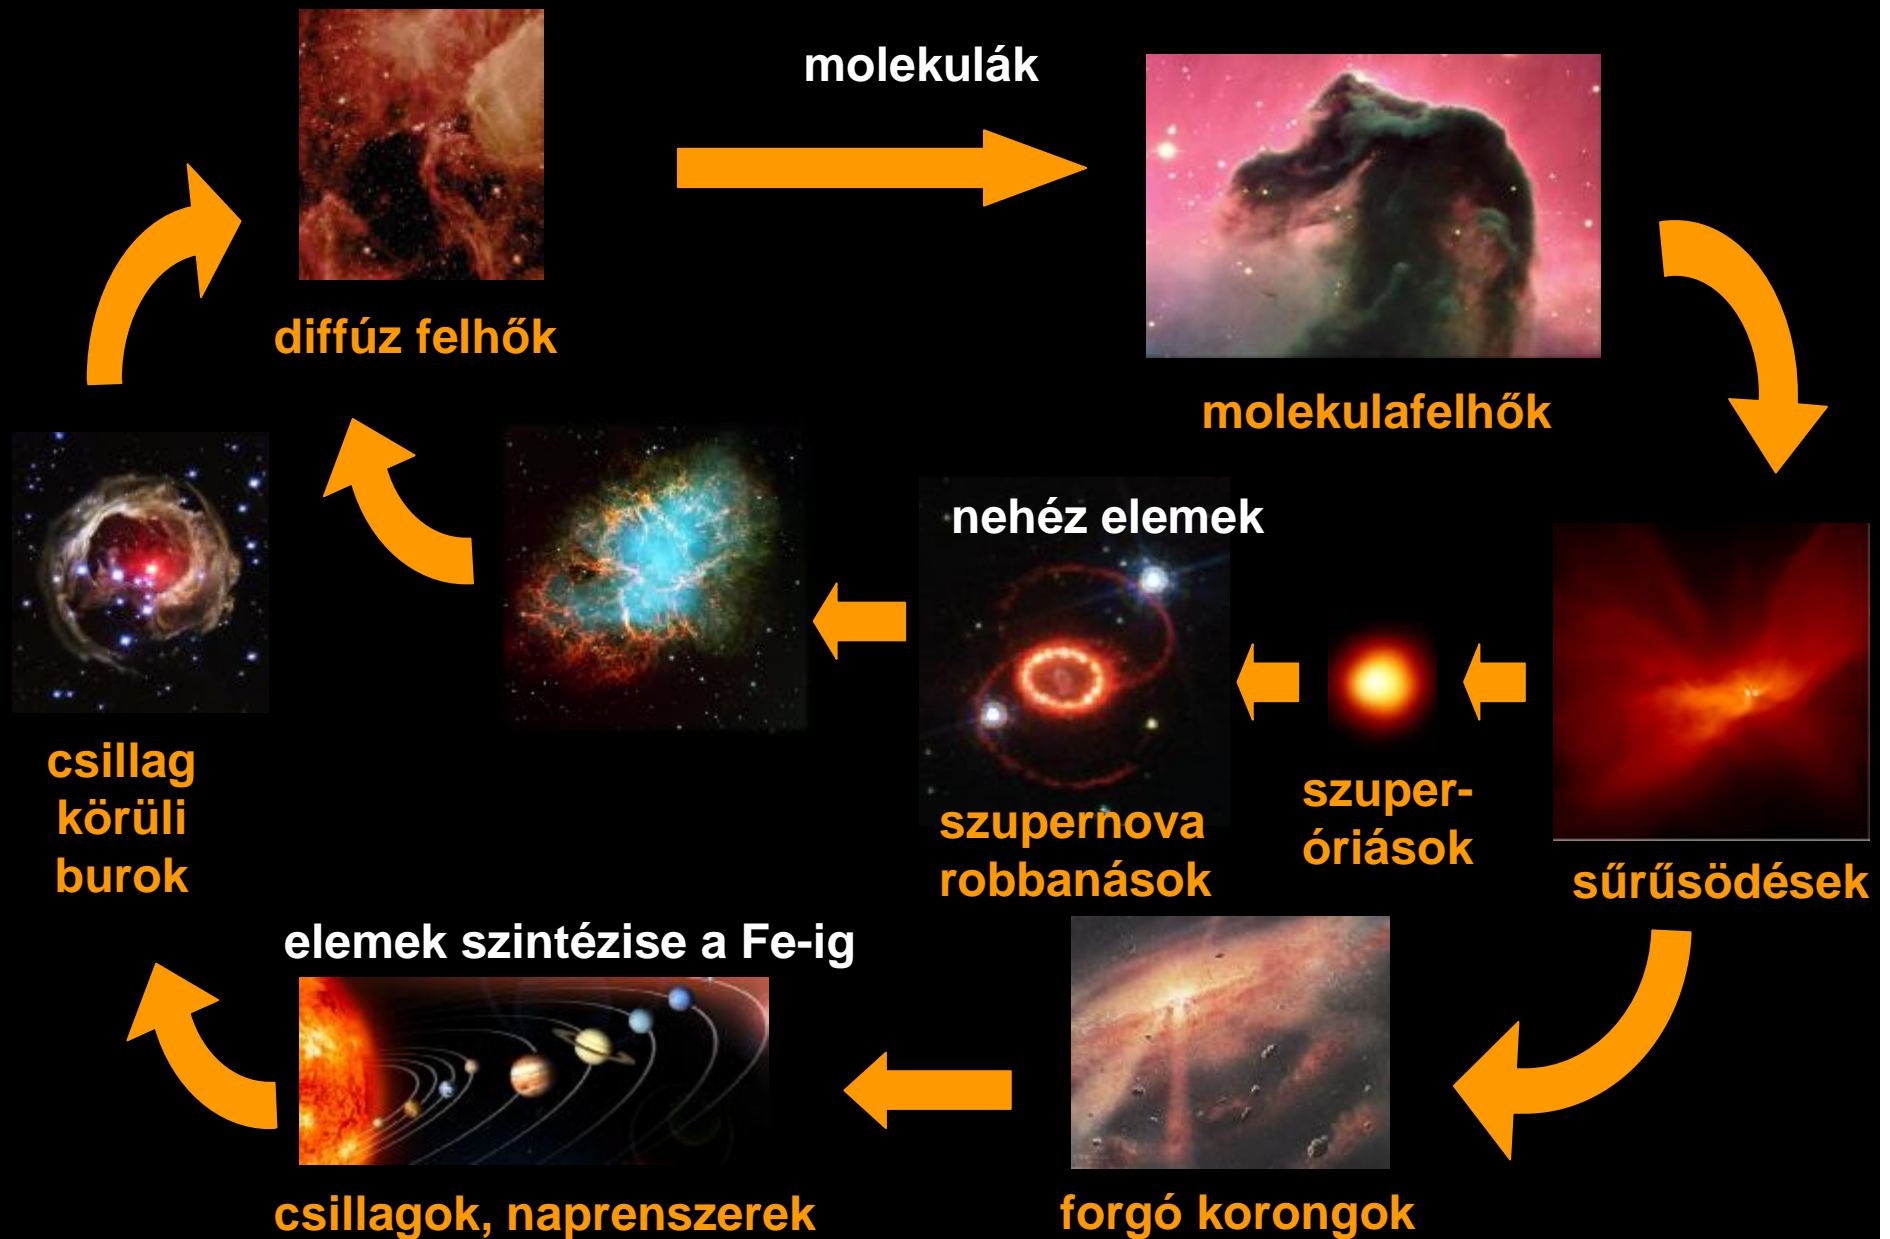 molekulák
diffúz felhők
molekulafelhők
nehéz elemek
csillag
körüli
burok
szupernova
robbanások
szuper-
óriások
sűrűsödések
elemek szintézise a Fe-ig
csillagok, naprenszerek
forgó korongok